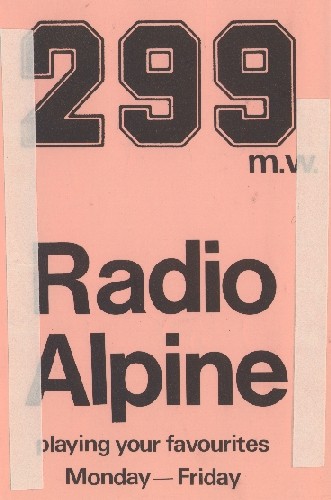 299
m.w.
Radio
Alpine
playing your favourites
Monday — Friday